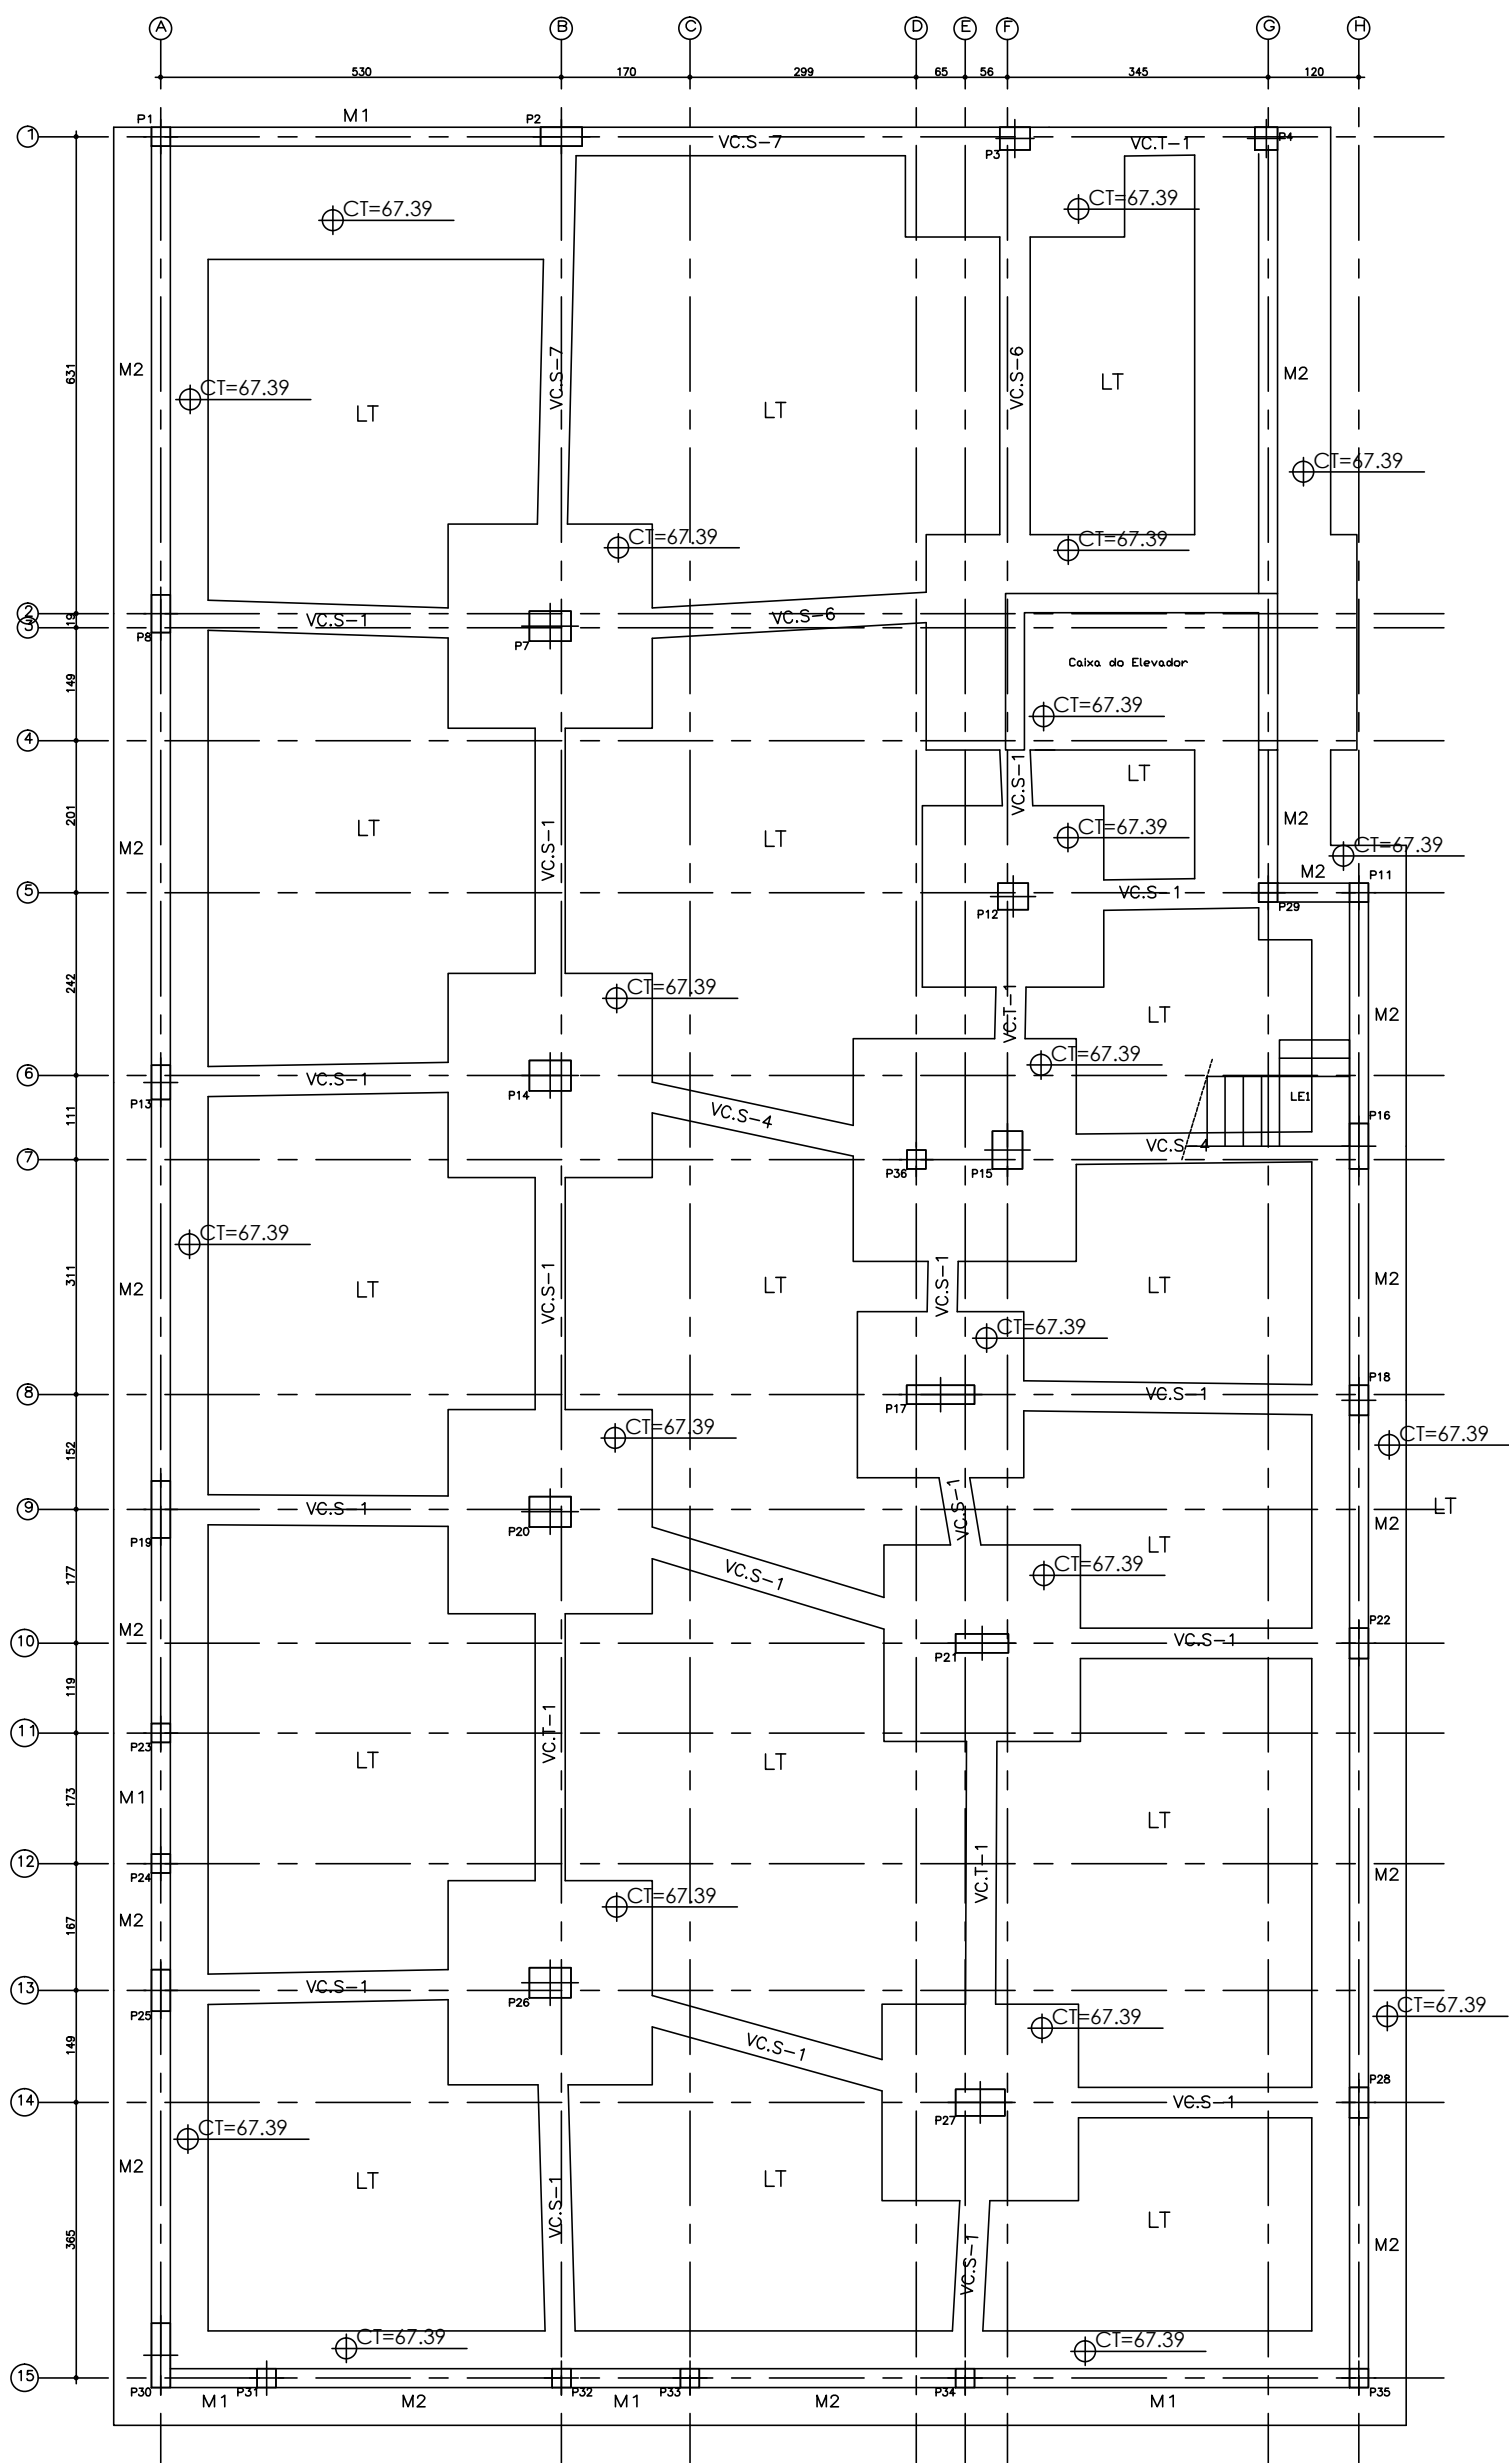 A B C D E F G H
530 170 299 65 56 345 120
P1 M1 P2
1 VC.S-7 P3 VC.T-1 P4
CT=67.39 CT=67.39
631 M2 VC.S-7 VC.S-6 LT M2
CT=67.39 LT LT
CT=67.39
CT=67.39 CT=67.39
2 19 VC.S-1 VC.S-6
3 P8 P7
149 Caixa do Elevador
CT=67.39
4
VC.S-1 LT
201 M2 LT VC.S-1 LT CT=67.39 M2
CT=67.39
M2 P11
5 VC.S-1
P12 P29
242 CT=67.39
VC.T-1 LT M2
CT=67.39
6 VC.S-1
P13 P14 LE1
111 VC.S-4 P16
VC.S-4
7 P36 P15
CT=67.39
311 M2 LT VC.S-1 LT VC.S-1 LT M2
CT=67.39
P18
8 VC.S-1
P17
152 CT=67.39 CT=67.39
9 VC.S-1 VC.S-1 M2 LT
P19 P20 LT
177 VC.S-1 CT=67.39
M2 P22
10 VC.S-1
P21
119
11 P23 VC.T-1
LT LT
173 M1 LT
12 VC.T-1 M2
P24
167 M2 CT=67.39
13 VC.S-1
P25 P26 CT=67.39 CT=67.39
149 VC.S-1
P28
14 VC.S-1
P27
CT=67.39
M2 LT VC.S-1 LT
LT
365 VC.S-1 M2
CT=67.39 CT=67.39
15
P30 P31 P32 P33 P34 P35
M1 M2 M1 M2 M1